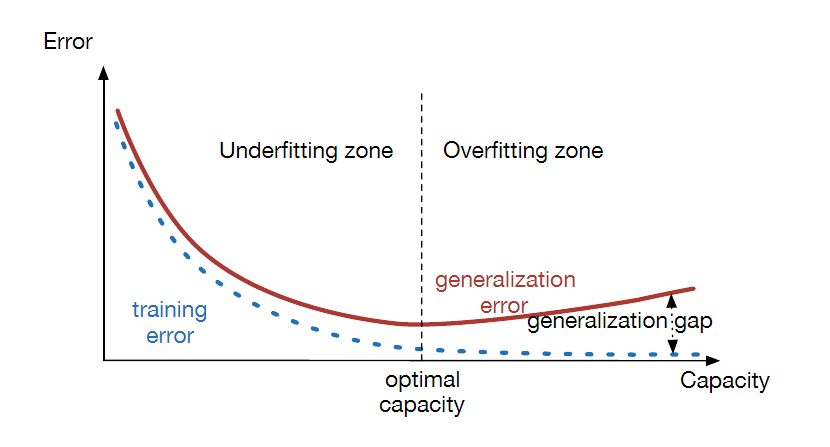 Error
Underfitting zone
Overfitting zone
generalization
error
training
error
generalization gap
optimal
capacity
Capacity